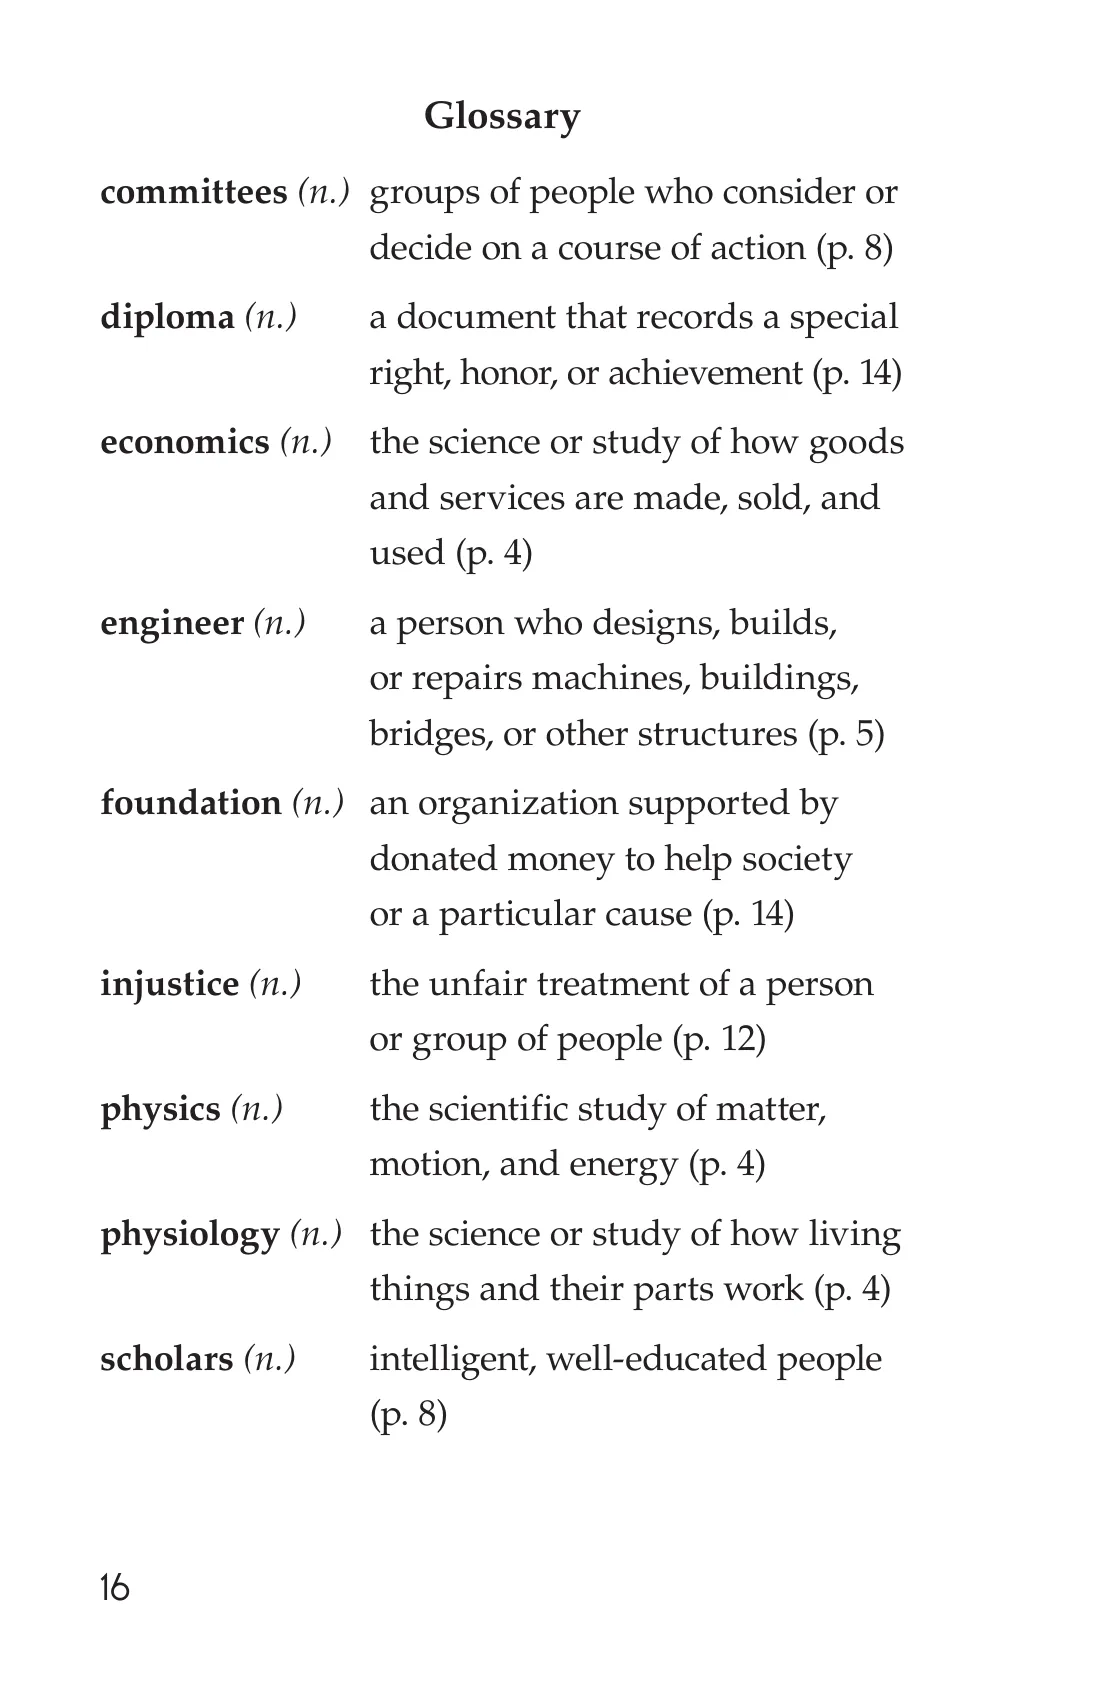 Glossary
committees (n.) groups of people who consider or
decide on a course of action (p. 8)
diploma (n.) a document that records a special
right, honor, or achievement (p. 14)
economics (n.) the science or study of how goods
and services are made, sold, and
used (p. 4)
engineer (n.) a person who designs, builds,
or repairs machines, buildings,
bridges, or other structures (p. 5)
foundation (n.) an organization supported by
donated money to help society
or a particular cause (p. 14)
injustice (n.) the unfair treatment of a person
or group of people (p. 12)
physics (n.) the scientific study of matter,
motion, and energy (p. 4)
physiology (n.) the science or study of how living
things and their parts work (p. 4)
scholars (n.) intelligent, well-educated people
(p. 8)
16